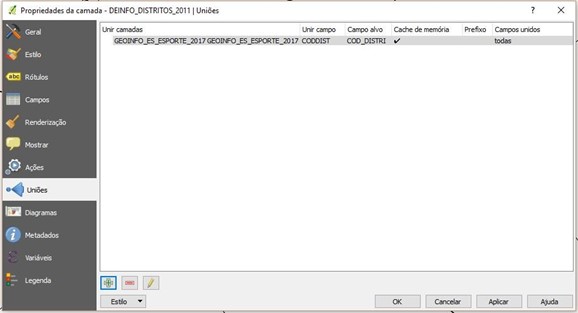 Propriedades da camada - DEINFO_DISTRITOS_2011 | Uniões
? ×
Geral
Estilo
abc Rótulos
Campos
Renderização
Mostrar
Ações
Uniões
Diagramas
Metadados
Variáveis
Legenda
Unir camadas Unir campo Campo alvo Cache de memória Prefixo Campos unidos
GEOINFO_ES_ESPORTE_2017 GEOINFO_ES_ESPORTE_2017 CODDIST COD_DISTRI ✔ todas
Estilo OK Cancelar Aplicar Ajuda